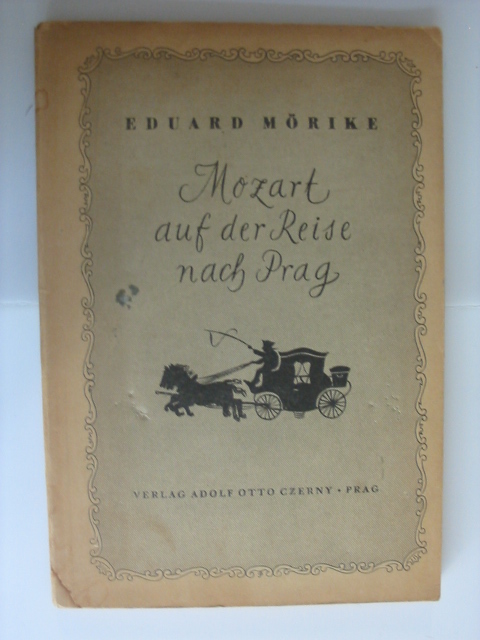 EDUARD MÖRIKE
Mozart
auf der Reise
nach Prag
VERLAG ADOLF OTTO CZERNY • PRAG